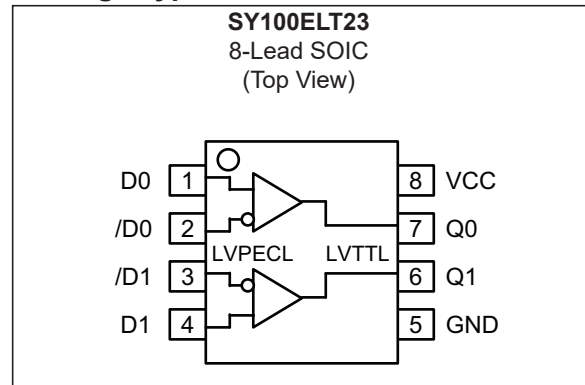 SY100ELT23
8-Lead SOIC
(Top View)
D0 1 8 VCC
/D0 2 7 Q0
LVPECL LVTTL
/D1 3 6 Q1
D1 4 5 GND